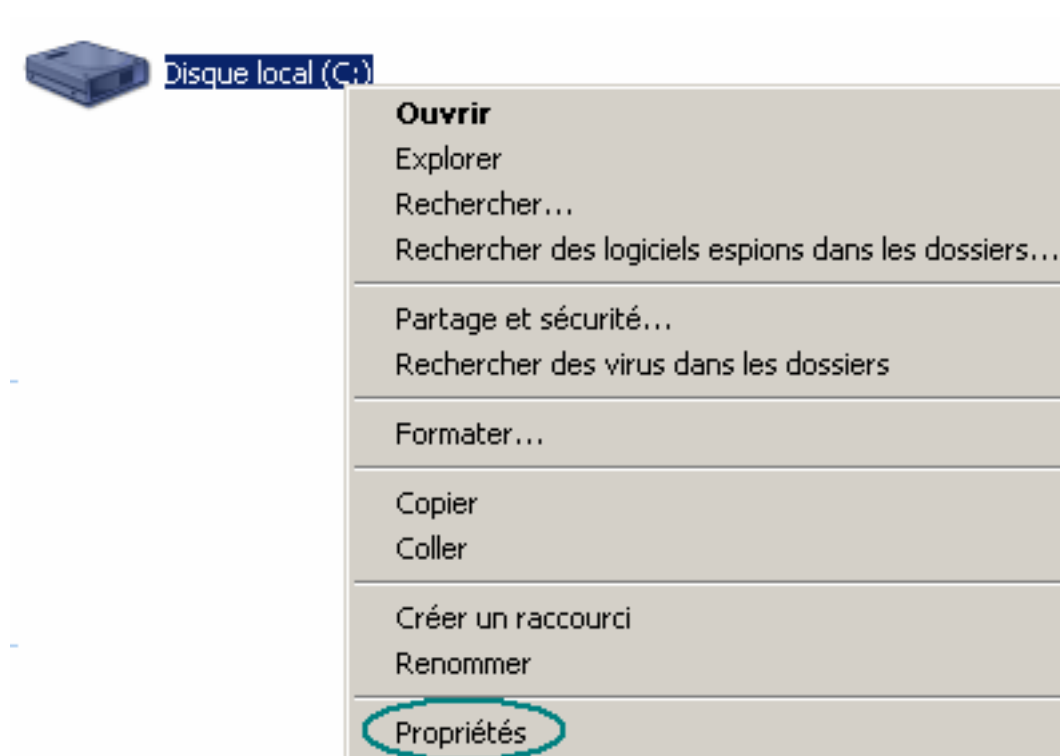 Disque local (C:)
Ouvrir
Explorer
Rechercher...
Rechercher des logiciels espions dans les dossiers...
Partage et sécurité...
Rechercher des virus dans les dossiers
Formater...
Copier
Coller
Créer un raccourci
Renommer
Propriétés